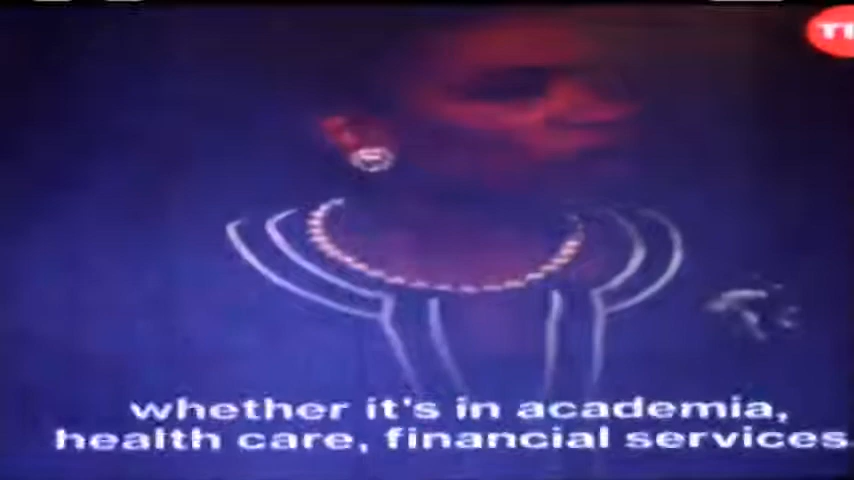 whether it's in academia,
health care, financial services